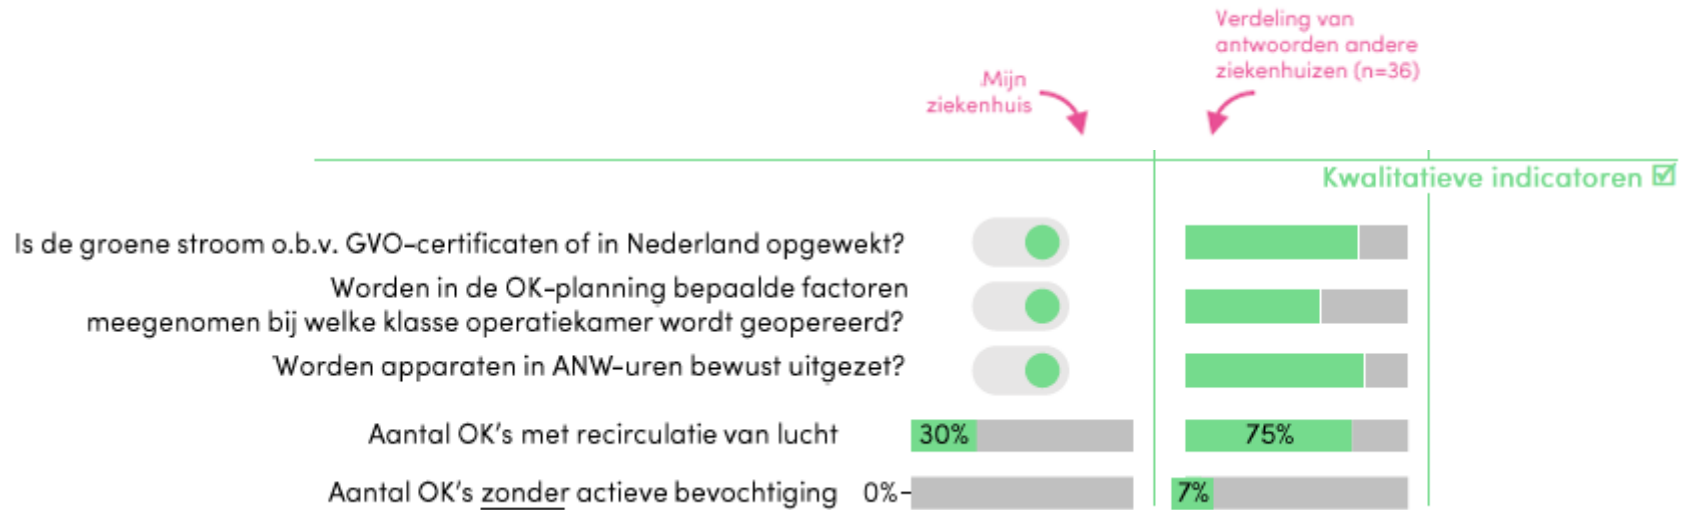 Verdeling van
antwoorden andere
ziekenhuizen (n=36)
Mijn
ziekenhuis
Kwalitatieve indicatoren
Is de groene stroom o.b.v. GVO-certificaten of in Nederland opgewekt?
Worden in de OK-planning bepaalde factoren
meegenomen bij welke klasse operatiekamer wordt geopereerd?
Worden apparaten in ANW-uren bewust uitgezet?
Aantal OK's met recirculatie van lucht 30% 75%
Aantal OK's zonder actieve bevochtiging 0% 7%